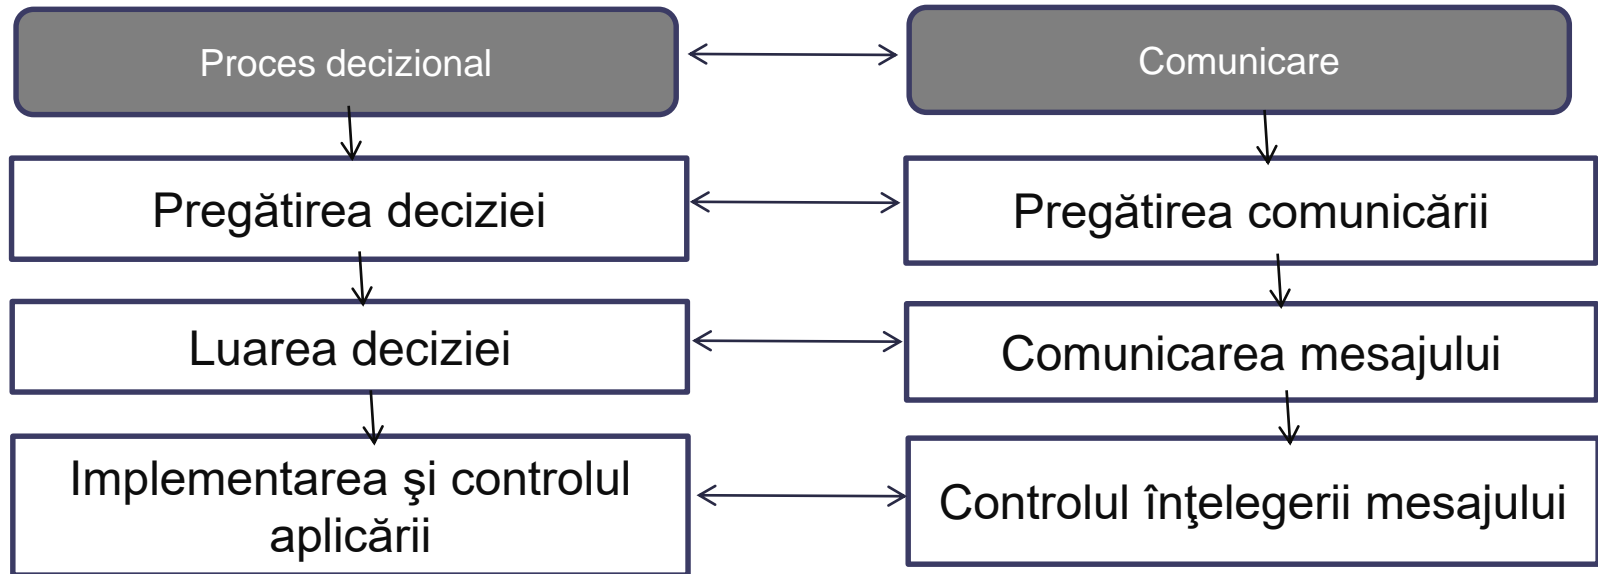 Proces decizional
Comunicare
Pregătirea deciziei
Pregătirea comunicării
Luarea deciziei
Comunicarea mesajului
Implementarea şi controlul
aplicării
Controlul înţelegerii mesajului